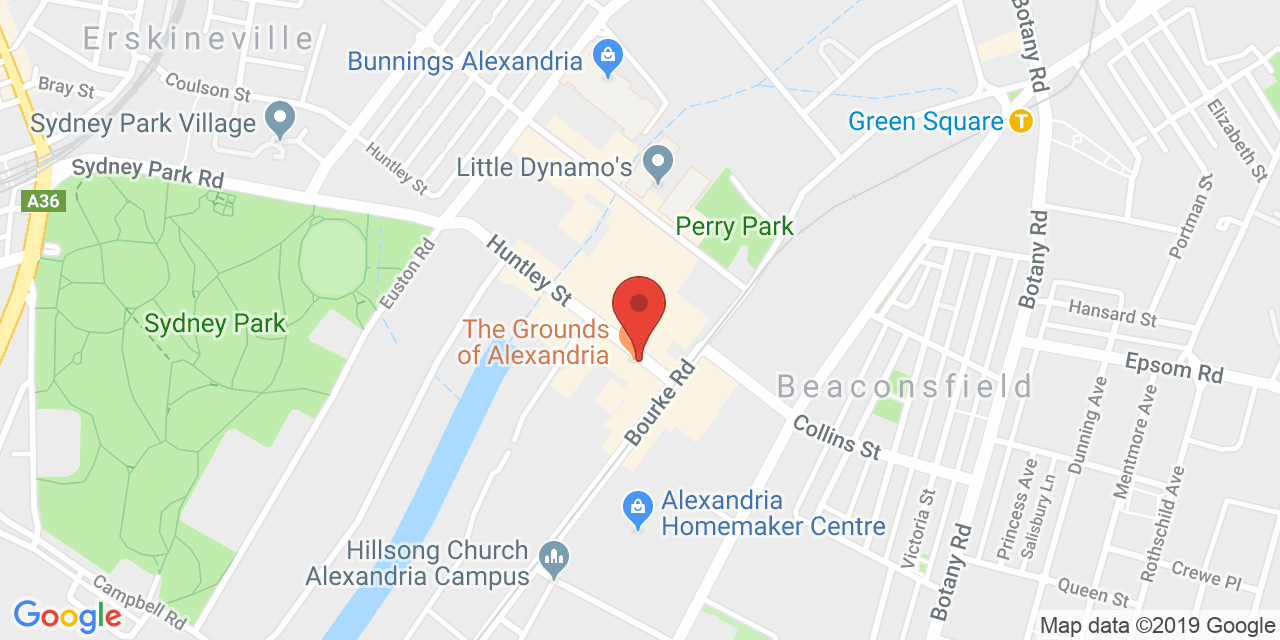 Erskineville
Bray St
Coulson St
Bunnings Alexandria
Botany Rd
Sydney Park Village
Green Square
T
Elizabeth St
Huntley St
Little Dynamo's
Sydney Park Rd
A36
Portman St
Perry Park
Botany Rd
Huntley St
Euston Rd
Hansard St
Sydney Park
The Grounds
of Alexandria
Epsom Rd
Beaconsfield
Bourke Rd
Collins St
Dunning Ave
Mentmore Ave
Alexandria
Homemaker Centre
Victoria St
Princess Ave
Salisbury Ln
Rothschild Ave
Hillsong Church
Alexandria Campus
Botany Rd
Crewe Pl
Queen St
Campbell Rd
Google
Map data ©2019 Google